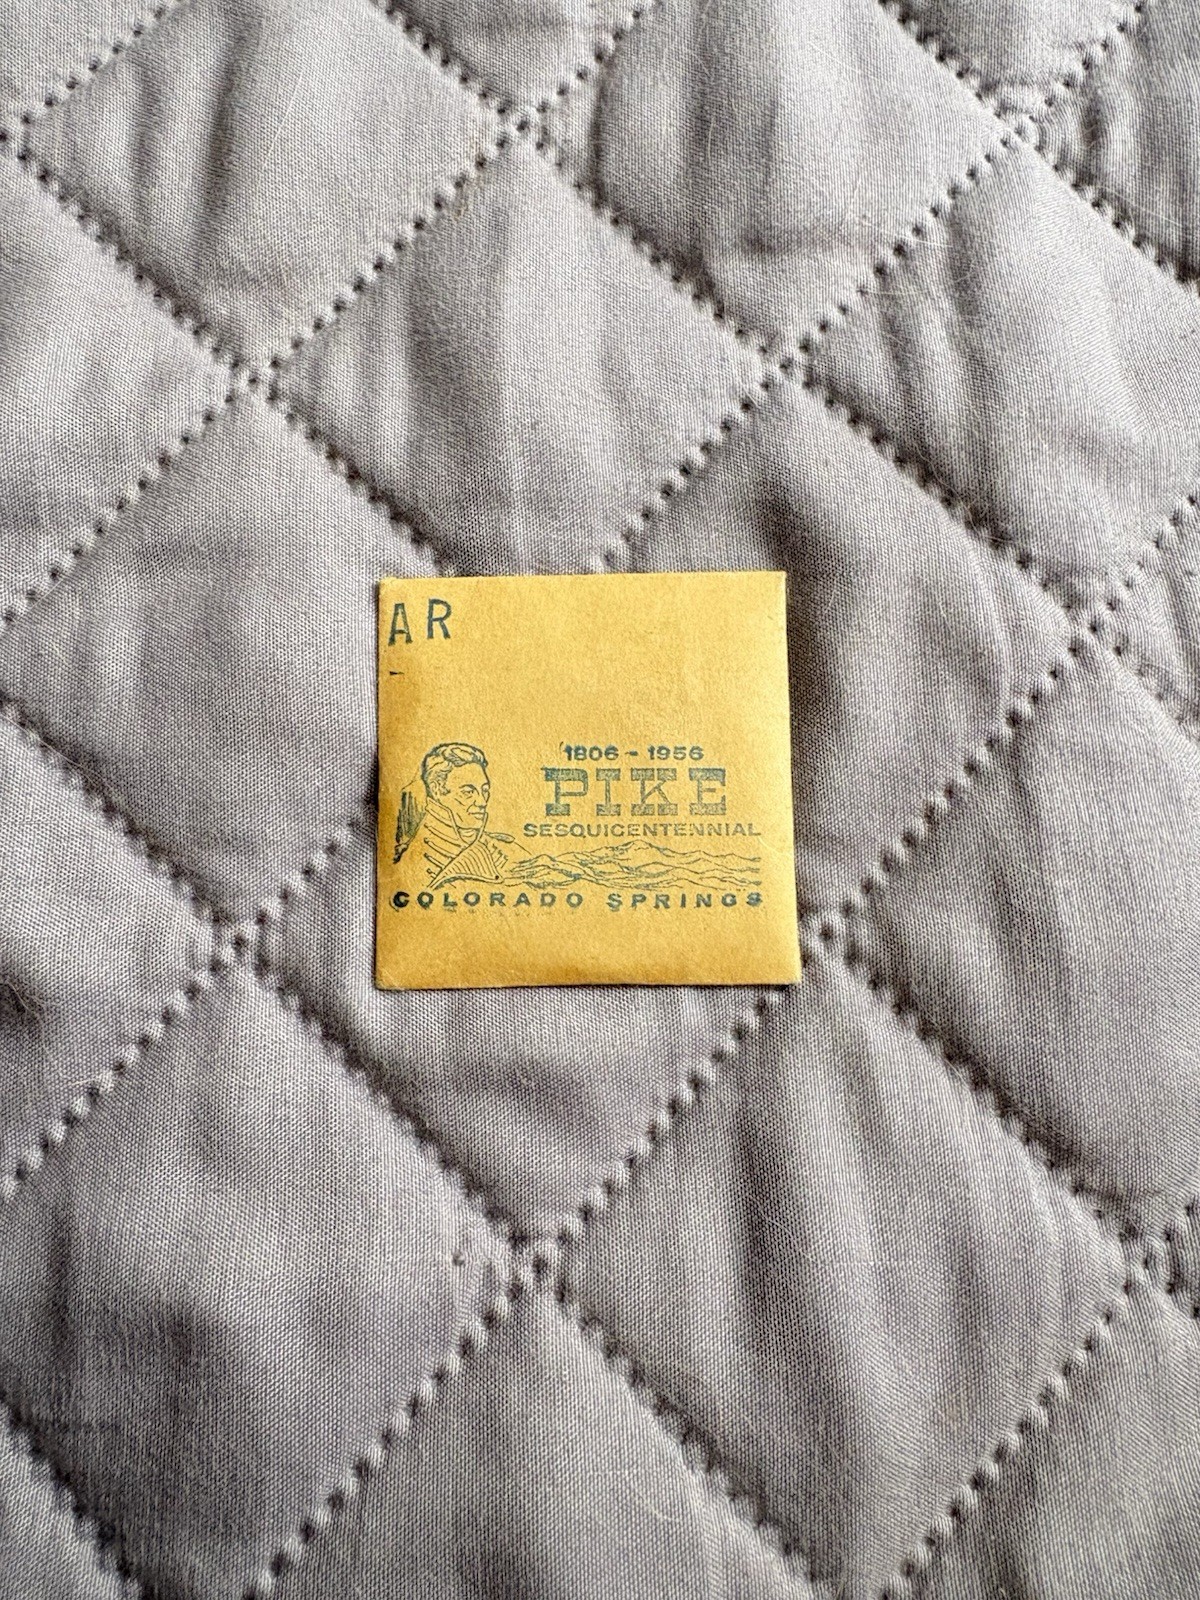 AR
1806 - 1956
PIKE
SESQUICENTENNIAL
COLORADO SPRINGS